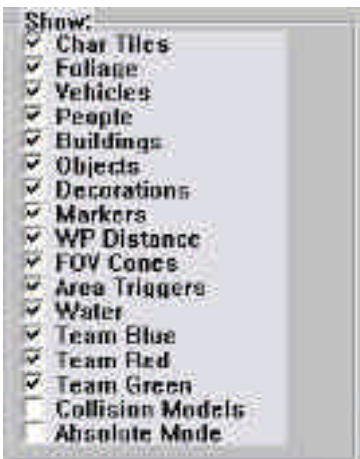 Show:
Char Tiles
Foliage
Vehicles
People
Buildings
Objects
Decorations
Markers
WP Distance
FOV Cones
Area Triggers
Water
Team Blue
Team Red
Team Green
Collision Models
Absolute Mode